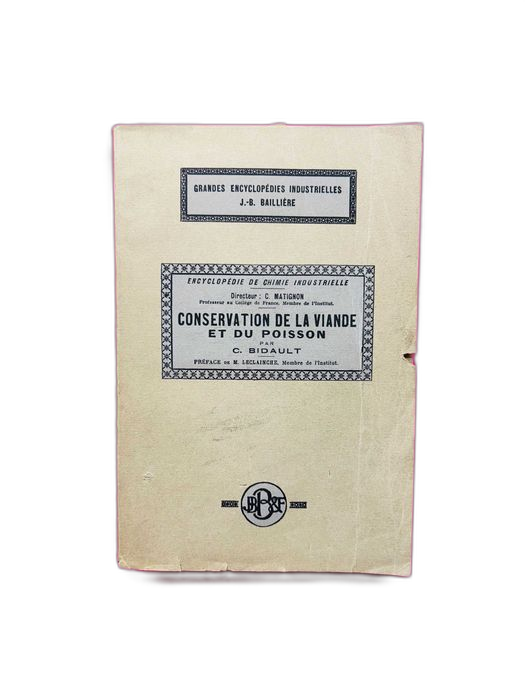 GRANDES ENCYCLOPÉDIES INDUSTRIELLES
J.-B. BAILLIÈRE
ENCYCLOPÉDIE DE CHIMIE INDUSTRIELLE
Directeur : C. MATIGNON
Professeur au Collège de France, Membre de l'Institut.
CONSERVATION DE LA VIANDE
ET DU POISSON
PAR
C. BIDAULT
PRÉFACE DE M. LECLAINCHE, Membre de l'Institut.
JBB&F